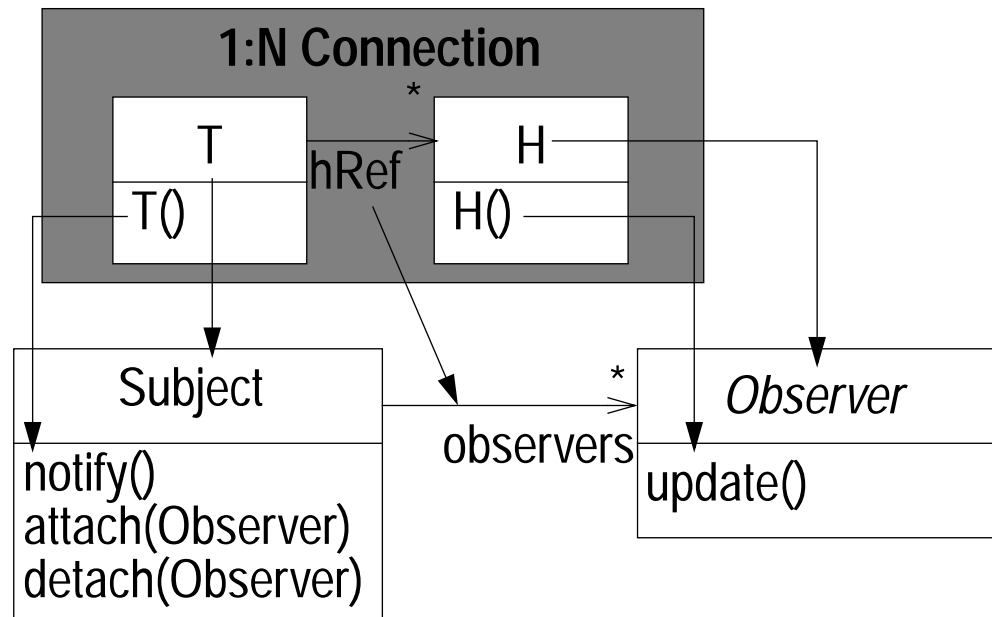 1:N Connection
*
T
H
hRef
T()
H()
Subject
*
Observer
observers
notify()
attach(Observer)
detach(Observer)
update()